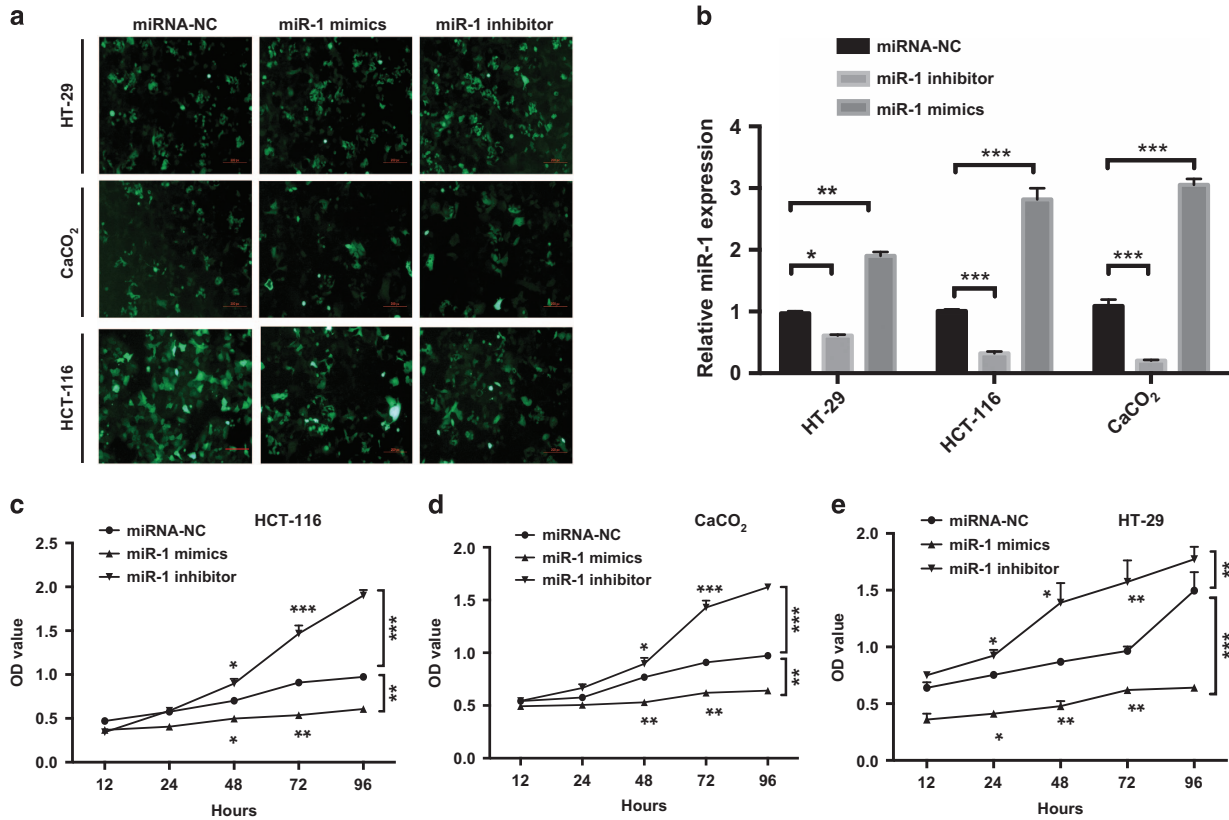 a
miRNA-NC miR-1 mimics miR-1 inhibitor
HT-29
CaCO2
HCT-116
b
miRNA-NC
miR-1 inhibitor
miR-1 mimics
Relative miR-1 expression
4
3
2
1
0
* ** *** *** *** ***
HT-29 HCT-116 CaCO2
c
HCT-116
miRNA-NC
miR-1 mimics
miR-1 inhibitor
OD value
2.5
2.0
1.5
1.0
0.5
0.0
* *** * ** *** **
12 24 48 72 96
Hours
d
CaCO2
miRNA-NC
miR-1 mimics
miR-1 inhibitor
OD value
2.0
1.5
1.0
0.5
0.0
* *** ** ** *** **
12 24 48 72 96
Hours
e
HT-29
miRNA-NC
miR-1 mimics
miR-1 inhibitor
OD value
2.0
1.5
1.0
0.5
0.0
* * ** * ** ** ** ***
12 24 48 72 96
Hours